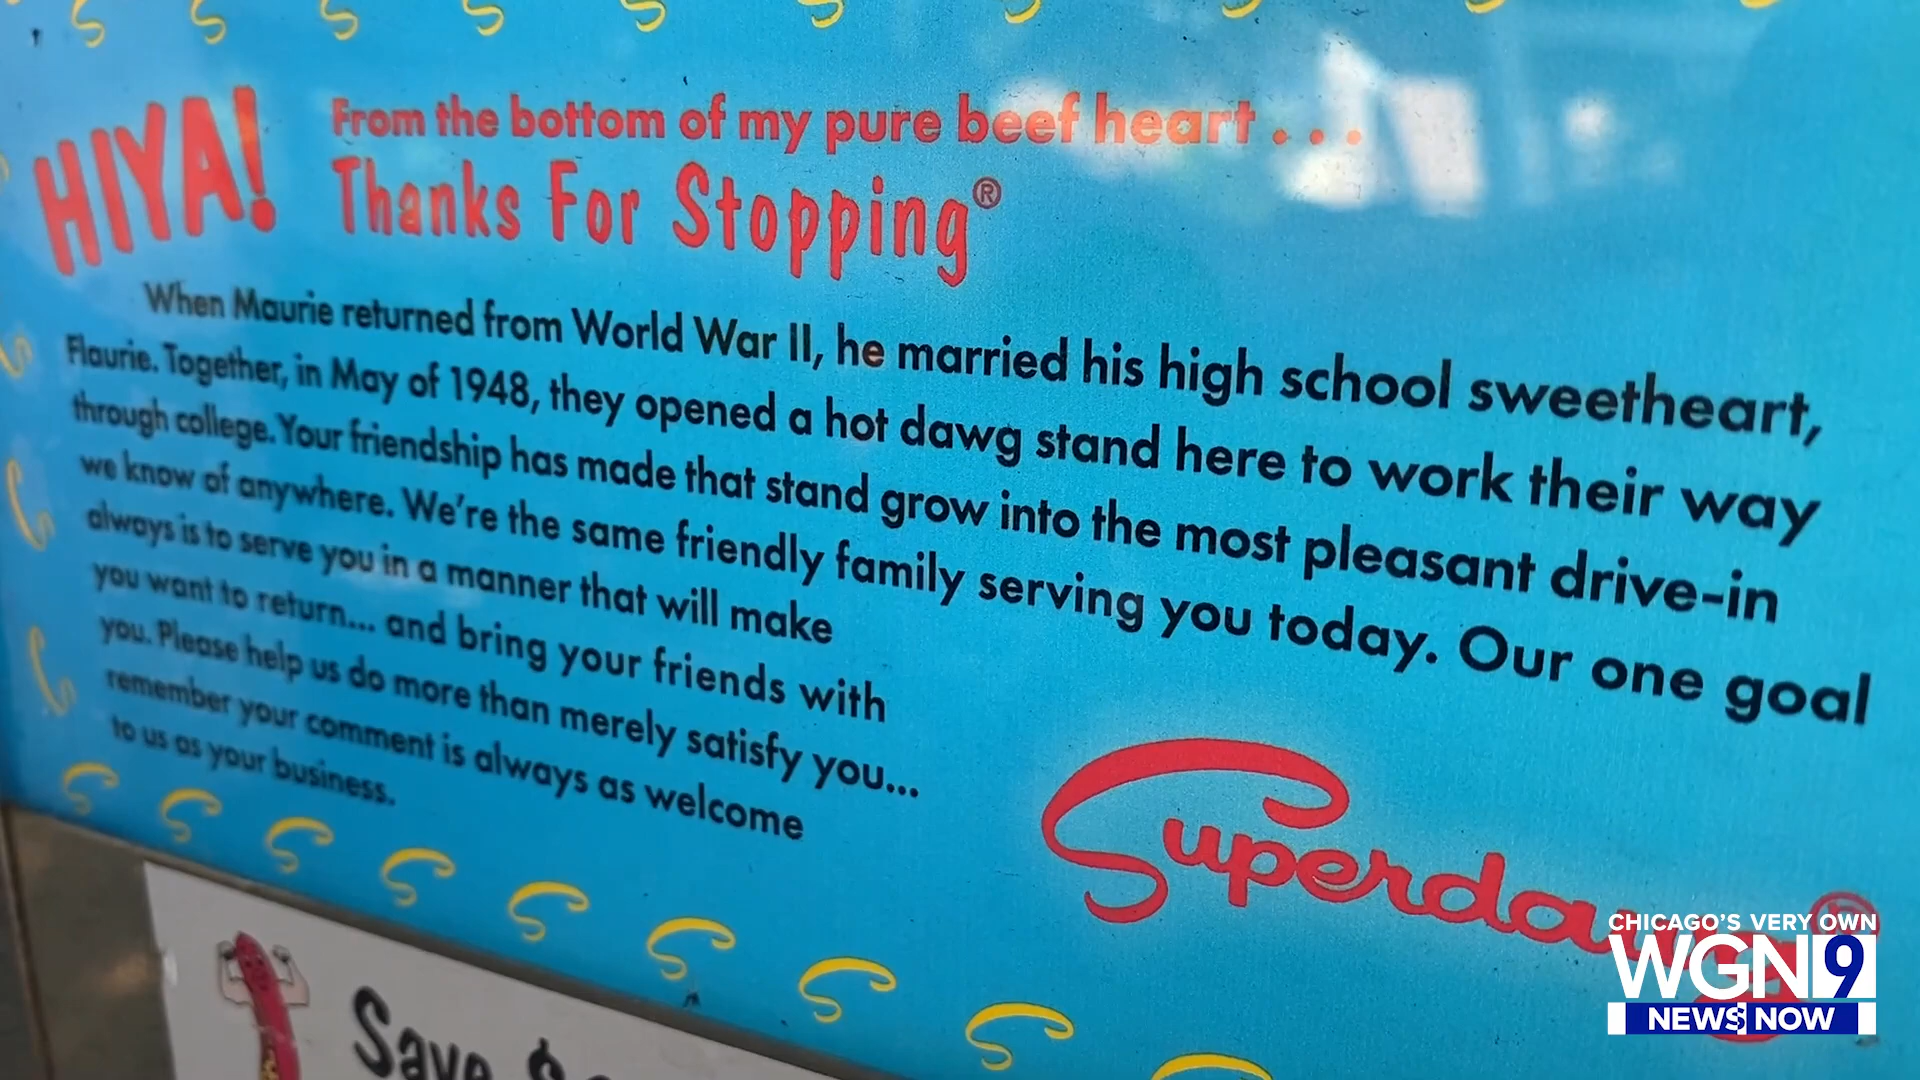 HIYA!
From the bottom of my pure beef heart . . .
Thanks For Stopping®
When Maurie returned from World War II, he married his high school sweetheart,
Flaurie. Together, in May of 1948, they opened a hot dawg stand here to work their way
through college. Your friendship has made that stand grow into the most pleasant drive-in
we know of anywhere. We're the same friendly family serving you today. Our one goal
always is to serve you in a manner that will make
you want to return... and bring your friends with
you. Please help us do more than merely satisfy you...
remember your comment is always as welcome
to us as your business.
Superdawg®
Save $
CHICAGO'S VERY OWN
WGN9
NEWS NOW